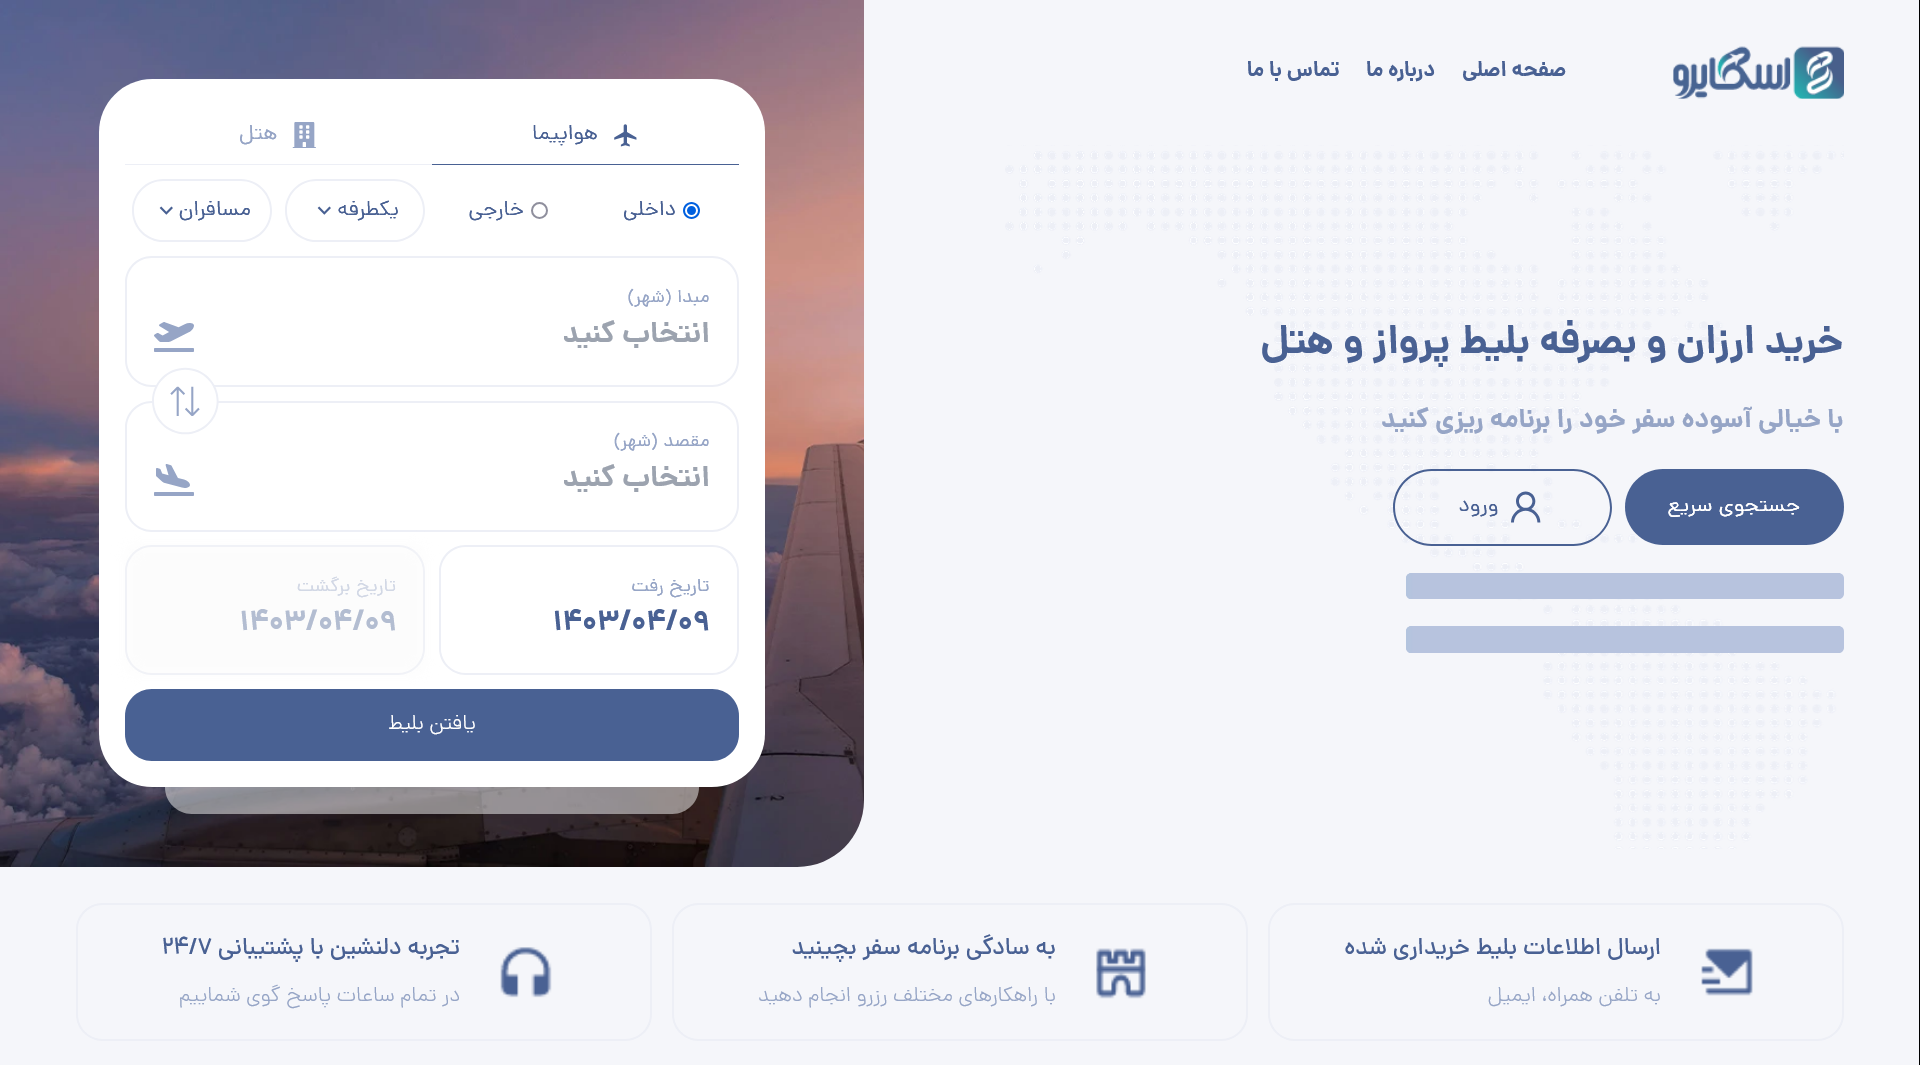 اسکایرو
صفحه اصلی
درباره ما
تماس با ما
خرید ارزان و بصرفه بلیط پرواز و هتل
با خیالی آسوده سفر خود را برنامه ریزی کنید
جستجوی سریع
ورود
هواپیما
هتل
داخلی
خارجی
یکطرفه
مسافران
مبدا (شهر)
انتخاب کنید
مقصد (شهر)
انتخاب کنید
تاریخ رفت
۱۴۰۳/۰۴/۰۹
تاریخ برگشت
۱۴۰۳/۰۴/۰۹
یافتن بلیط
ارسال اطلاعات بلیط خریداری شده
به تلفن همراه، ایمیل
به سادگی برنامه سفر بچینید
با راهکارهای مختلف رزرو انجام دهید
تجربه دلنشین با پشتیبانی ۲۴/۷
در تمام ساعات پاسخ گوی شماییم